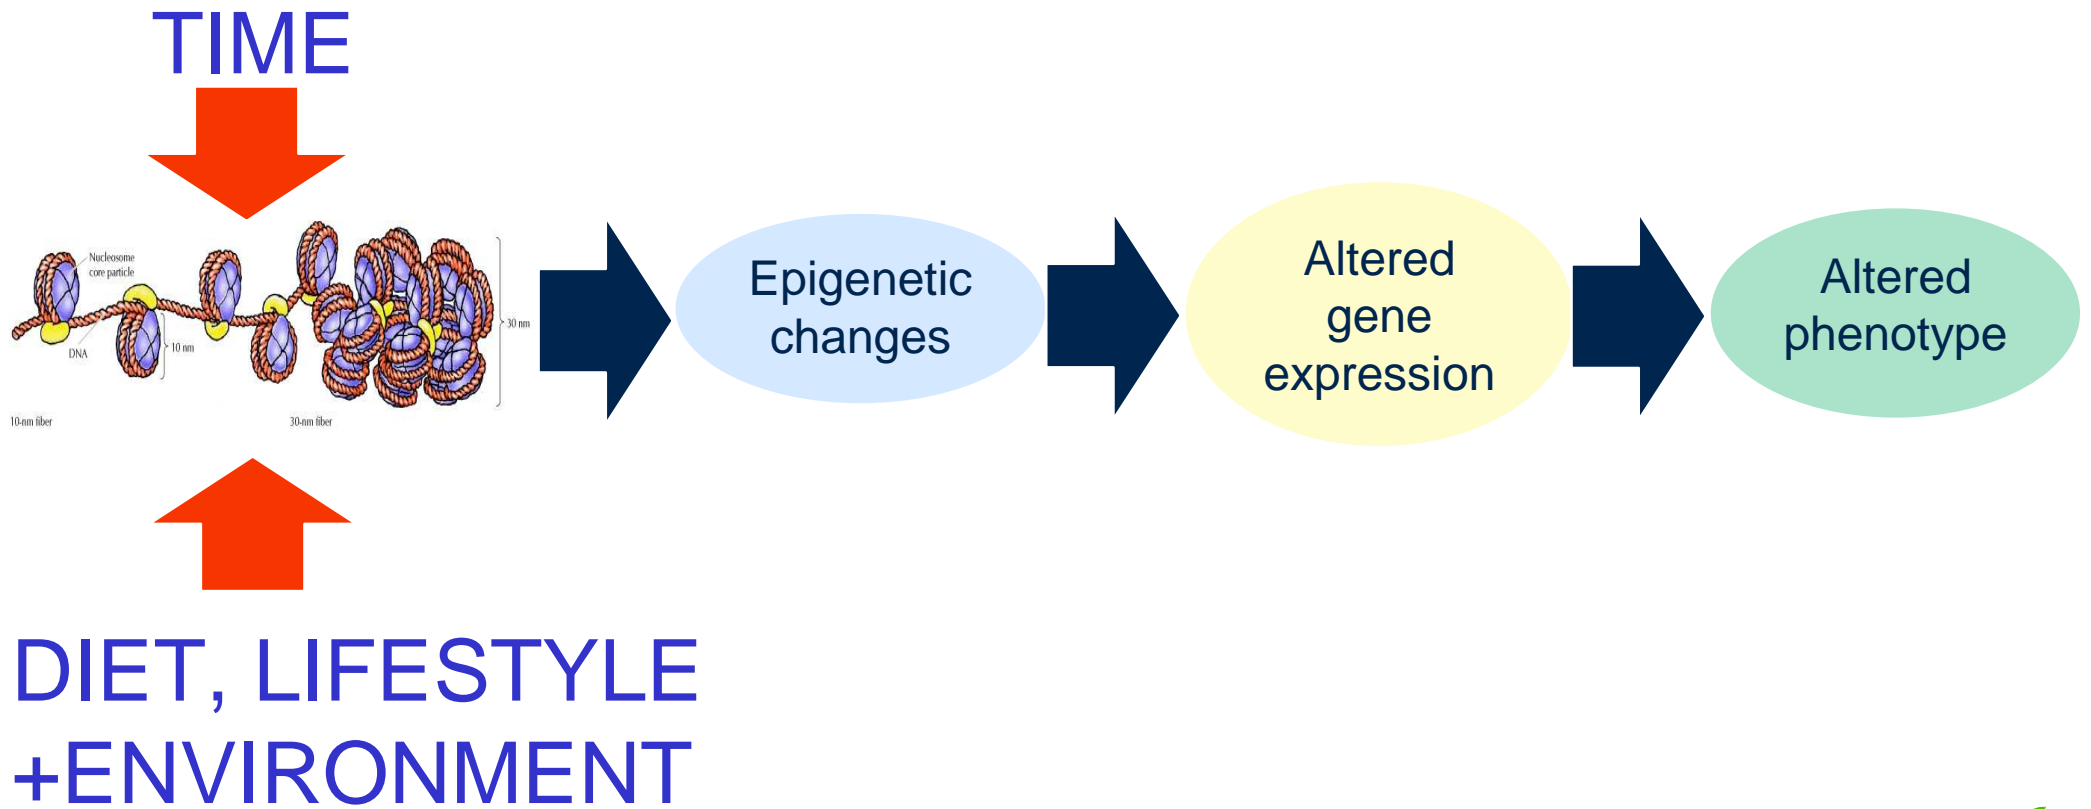 TIME
Nucleosome
core particle
DNA
10 nm
30 nm
10-nm fiber
30-nm fiber
Epigenetic
changes
Altered
gene
expression
Altered
phenotype
DIET, LIFESTYLE
+ENVIRONMENT